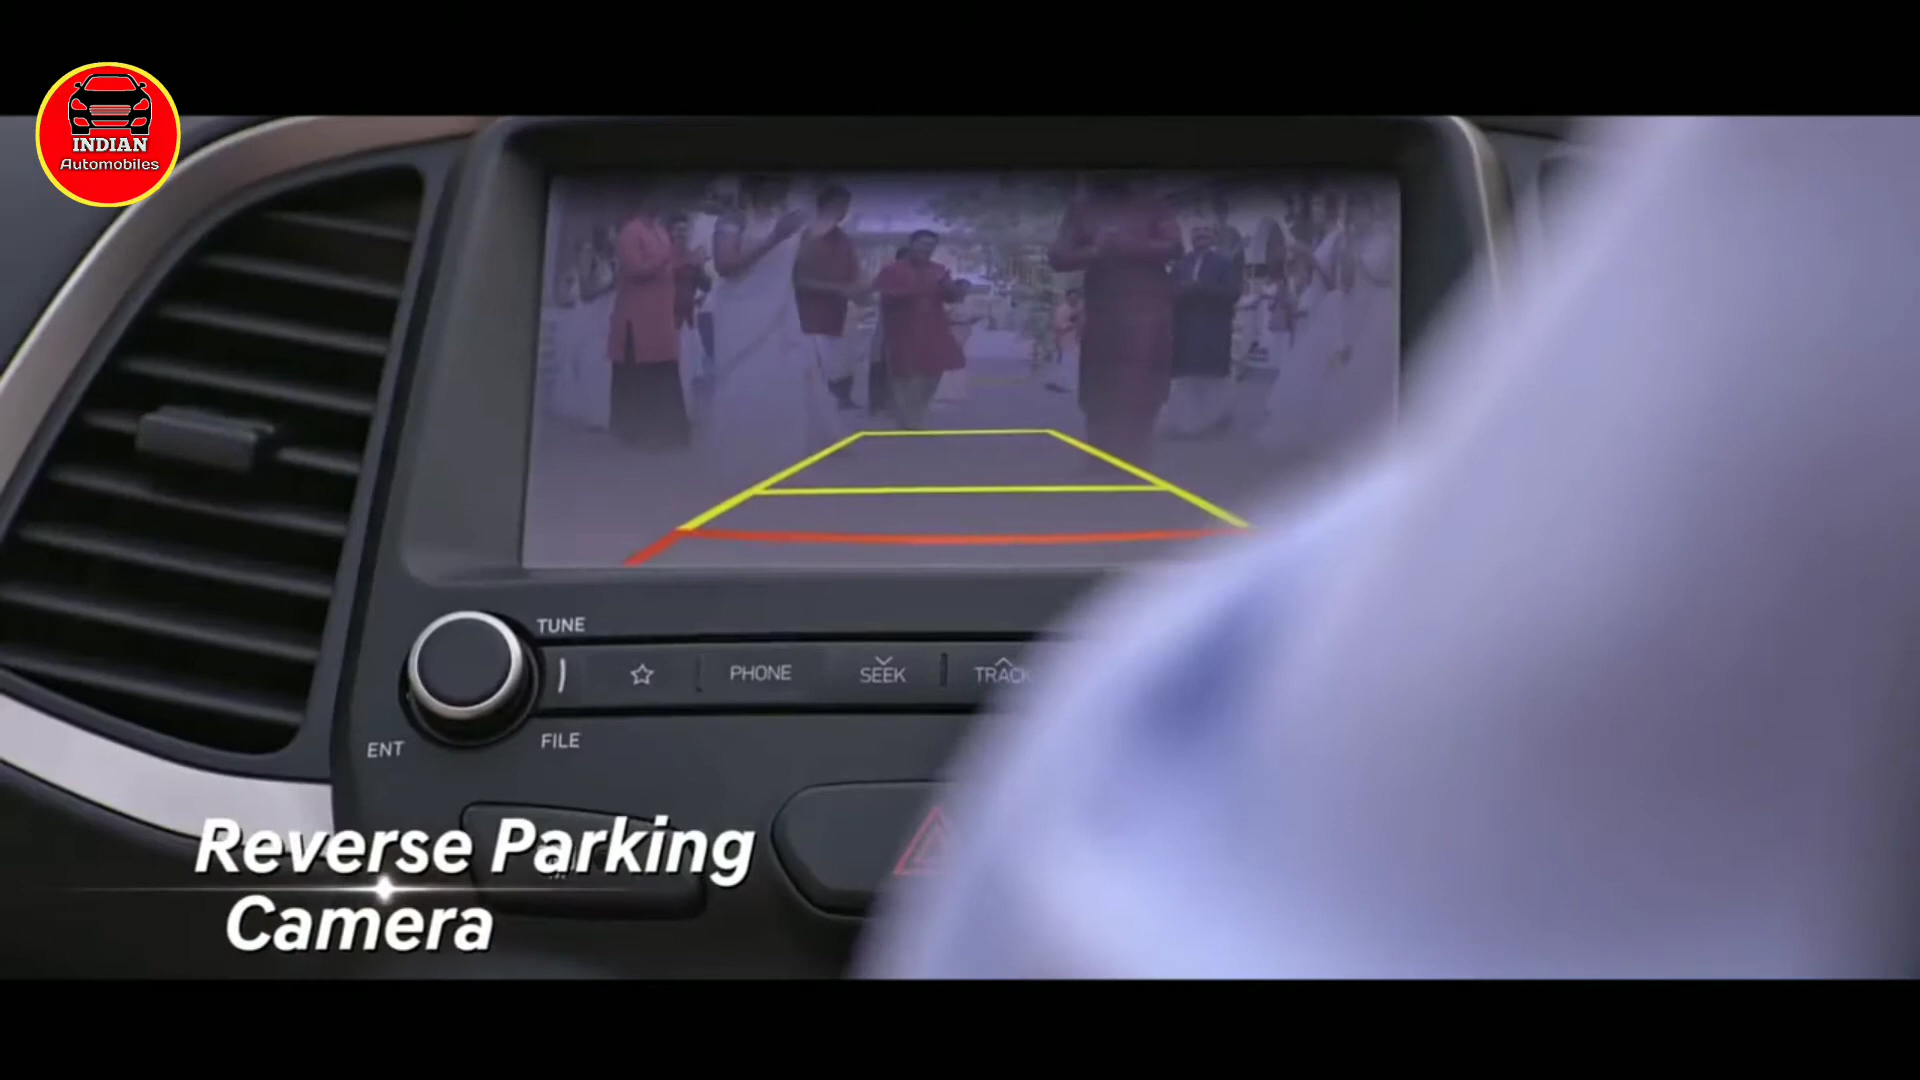 INDIAN
Automobiles
TUNE
PHONE
SEEK
TRACK
ENT
FILE
Reverse Parking
Camera